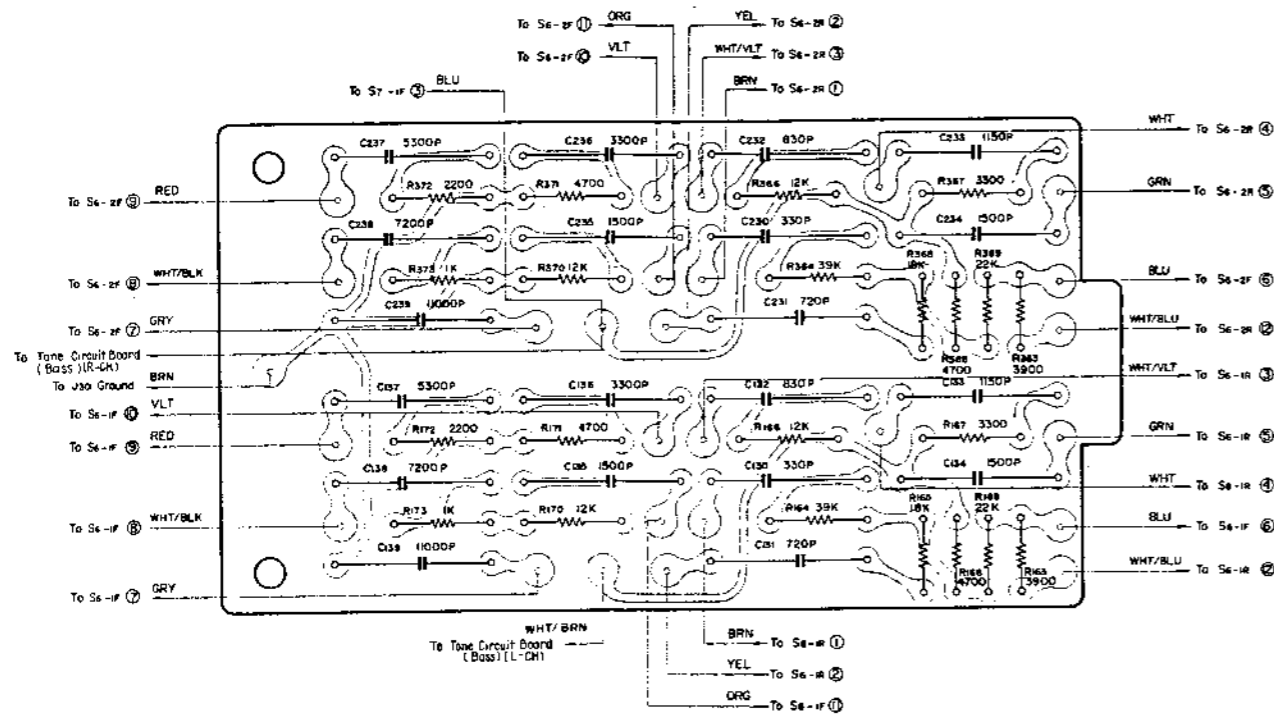 ORG
To S6-2F ⑪
YEL
To S6-2R ②
VLT
To S6-2F ⑩
WHT/VLT
To S6-2R ③
BLU
To S7-1F ③
BRN
To S6-2R ①
WHT
To S6-2R ④
C237 5300P
C236 3300P
C232 830P
C233 1150P
RED
To S6-2F ⑨
R372 2200
R371 4700
R366 12K
R367 3300
GRN
To S6-2R ⑤
C238 7200P
C235 1500P
C230 330P
C234 1500P
WHT/BLK
To S6-2F ⑧
R373 1K
R370 12K
R364 39K
R368 18K
R369 22K
BLU
To S6-2F ⑥
C239 11000P
C231 720P
GRY
To S6-2F ⑦
WHT/BLU
To S6-2R ⑫
To Tone Circuit Board
(Bass)(R-CH)
4700
R363 3900
BRN
To J30 Ground
WHT/VLT
To S6-1R ③
C137 5300P
C136 3300P
C132 830P
C133 1150P
VLT
To S6-1F ⑩
RED
To S6-1F ⑨
R172 2200
R171 4700
R166 12K
R167 3300
GRN
To S6-1R ⑤
C138 7200P
C135 1500P
C130 330P
C134 1500P
WHT
To S6-1R ④
WHT/BLK
To S6-1F ⑧
R173 1K
R170 12K
R164 39K
R165 18K
R169 22K
BLU
To S6-1F ⑥
C139 11000P
C131 720P
R168 4700
R163 3900
WHT/BLU
To S6-1R ⑫
GRY
To S6-1F ⑦
WHT/BRN
To Tone Circuit Board
(Bass)(L-CH)
BRN
To S6-1R ①
YEL
To S6-1R ②
ORG
To S6-1F ⑪